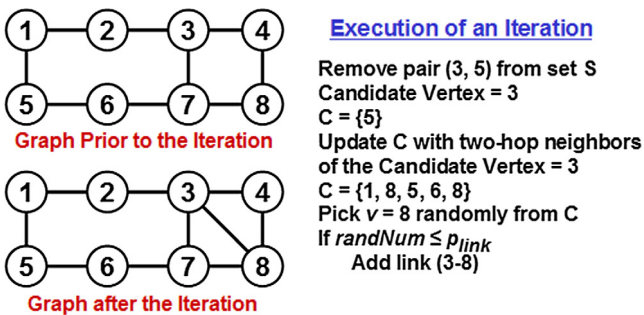 1 2 3 4
5 6 7 8
Graph Prior to the Iteration
1 2 3 4
5 6 7 8
Graph after the Iteration
Execution of an Iteration
Remove pair (3, 5) from set S
Candidate Vertex = 3
C = {5}
Update C with two-hop neighbors
of the Candidate Vertex = 3
C = {1, 8, 5, 6, 8}
Pick v = 8 randomly from C
If randNum ≤ plink
Add link (3-8)